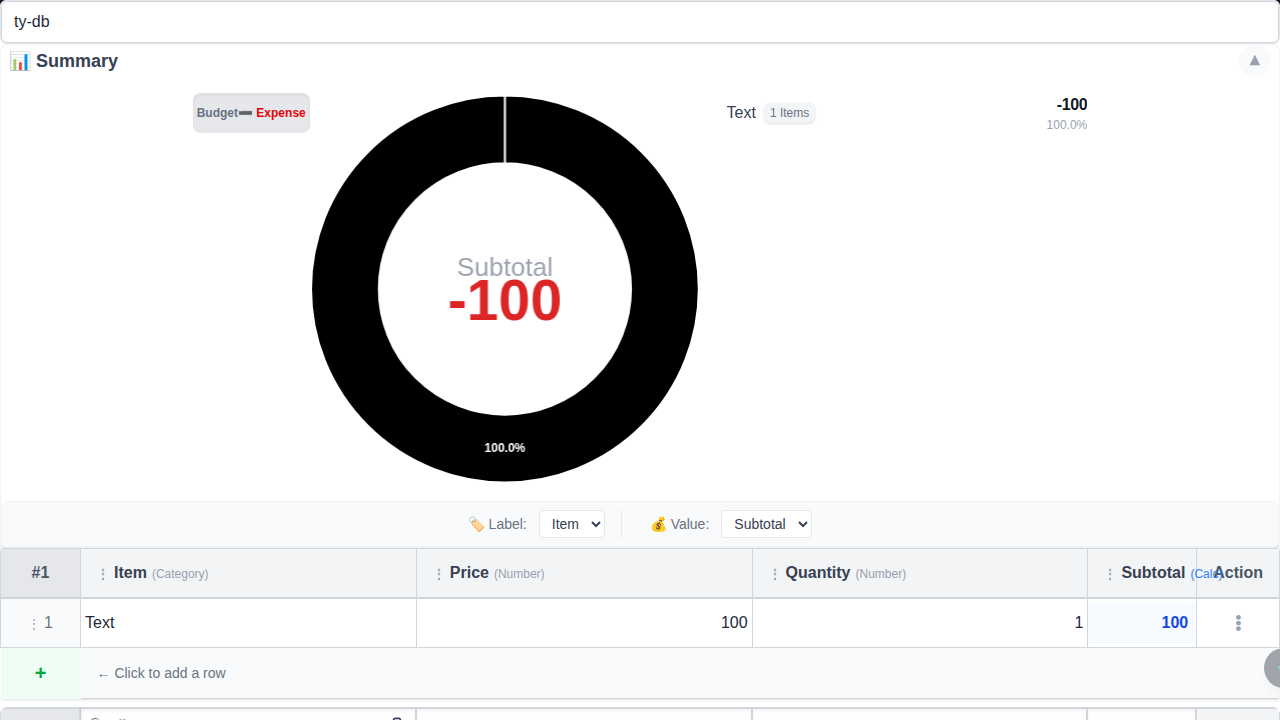 ty-db
📊 Summary
▲
Budget➖ Expense
Text 1 Items
-100
100.0%
Subtotal
-100
100.0%
🏷️ Label: Item
💰 Value: Subtotal
#1 ⋮ Item (Category) ⋮ Price (Number) ⋮ Quantity (Number) ⋮ Subtotal (Calc) Action
⋮ 1 Text 100 1 100
+ ← Click to add a row